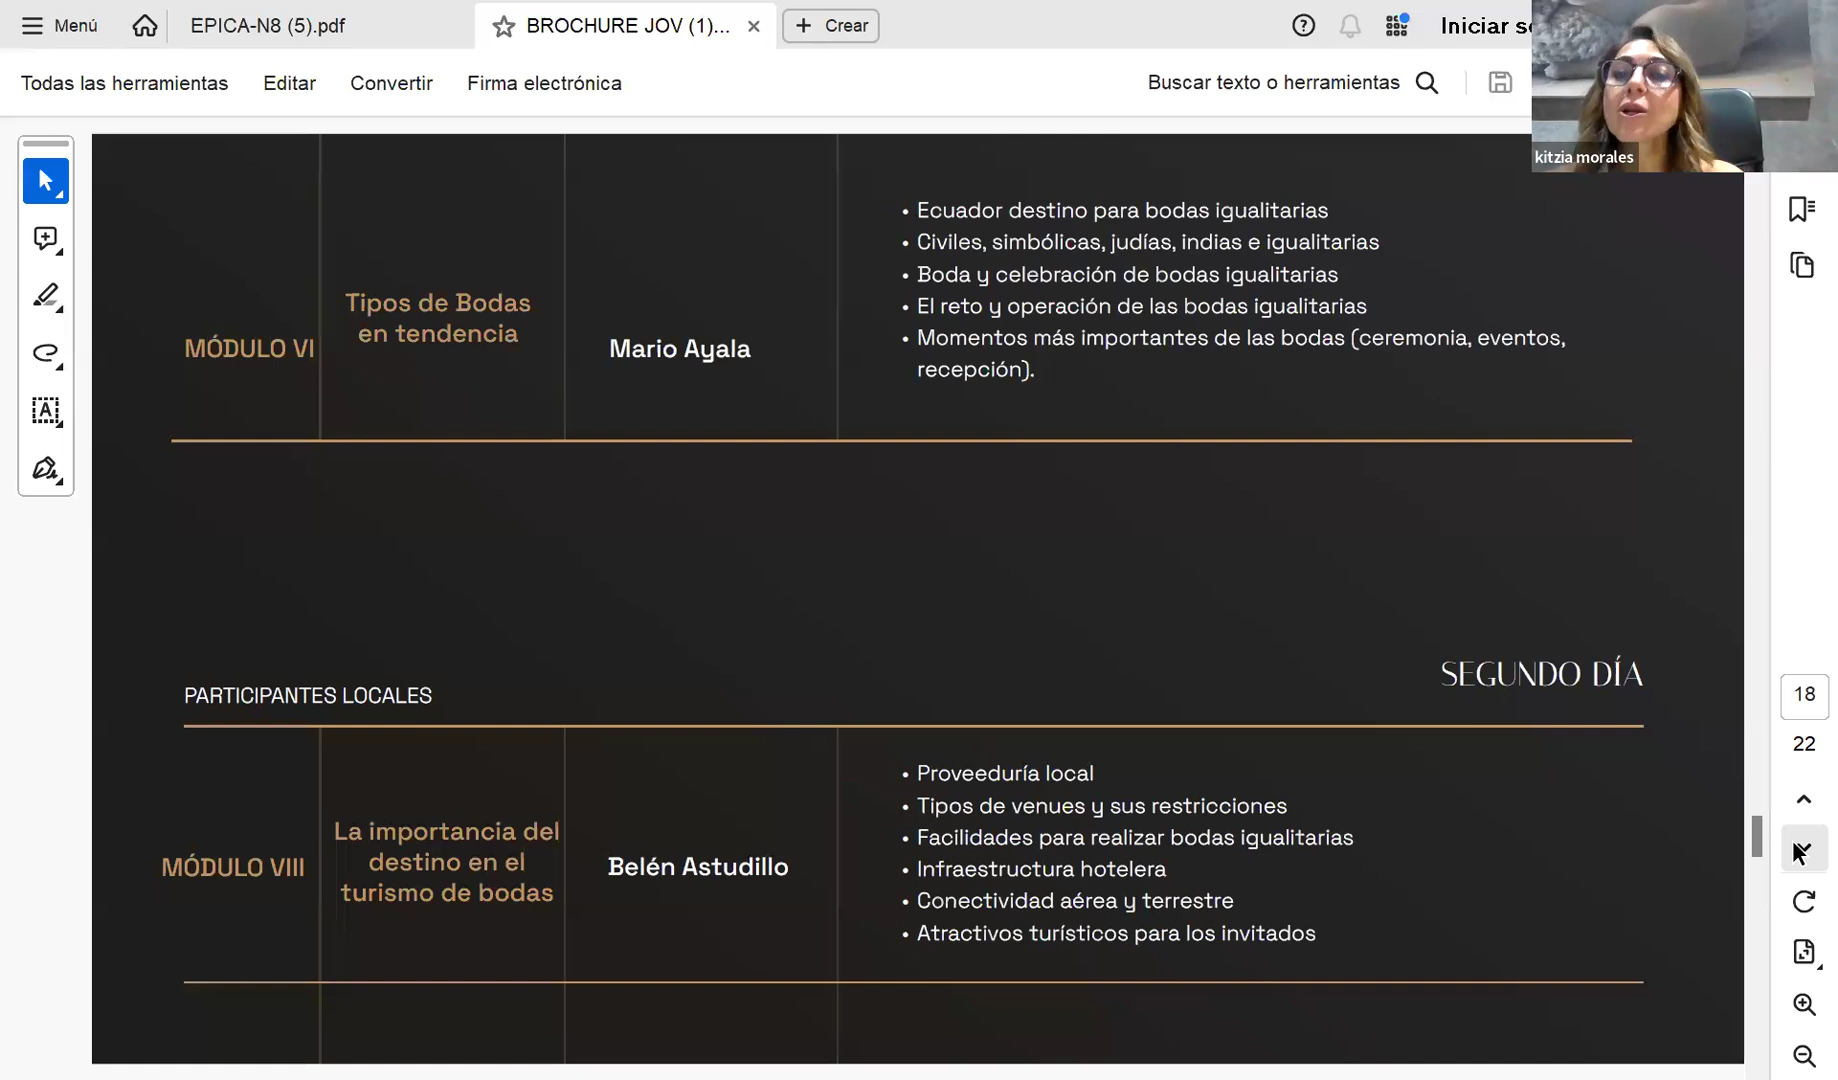 Menú
EPICA-N8 (5).pdf
BROCHURE JOV (1)...
Crear
Iniciar s
Todas las herramientas
Editar
Convertir
Firma electrónica
Buscar texto o herramientas
kitzia morales
MÓDULO VI
Tipos de Bodas
en tendencia
Mario Ayala
• Ecuador destino para bodas igualitarias
• Civiles, simbólicas, judías, indias e igualitarias
• Boda y celebración de bodas igualitarias
• El reto y operación de las bodas igualitarias
• Momentos más importantes de las bodas (ceremonia, eventos,
recepción).
PARTICIPANTES LOCALES
SEGUNDO DÍA
MÓDULO VIII
La importancia del
destino en el
turismo de bodas
Belén Astudillo
• Proveeduría local
• Tipos de venues y sus restricciones
• Facilidades para realizar bodas igualitarias
• Infraestructura hotelera
• Conectividad aérea y terrestre
• Atractivos turísticos para los invitados
18
22